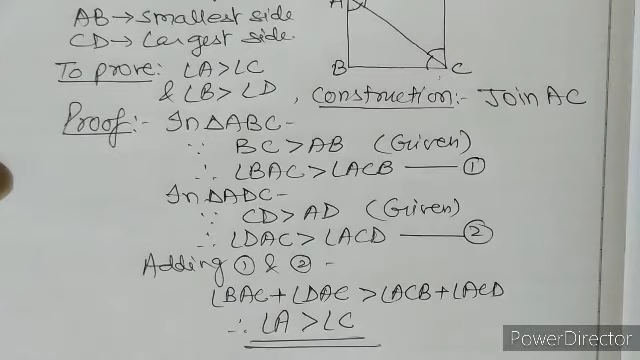 AB → smallest side
A
CD → Largest side.
To prove: ∠A > ∠C
B C
& ∠B > ∠D , Construction:- Join AC
Proof:- In △ABC-
∵ BC > AB (Given)
∴ ∠BAC > ∠ACB — ①
In △ADC-
∵ CD > AD (Given)
∴ ∠DAC > ∠ACD — ②
Adding ① & ② -
∠BAC + ∠DAC > ∠ACB + ∠ACD
∴ ∠A > ∠C
PowerDirector